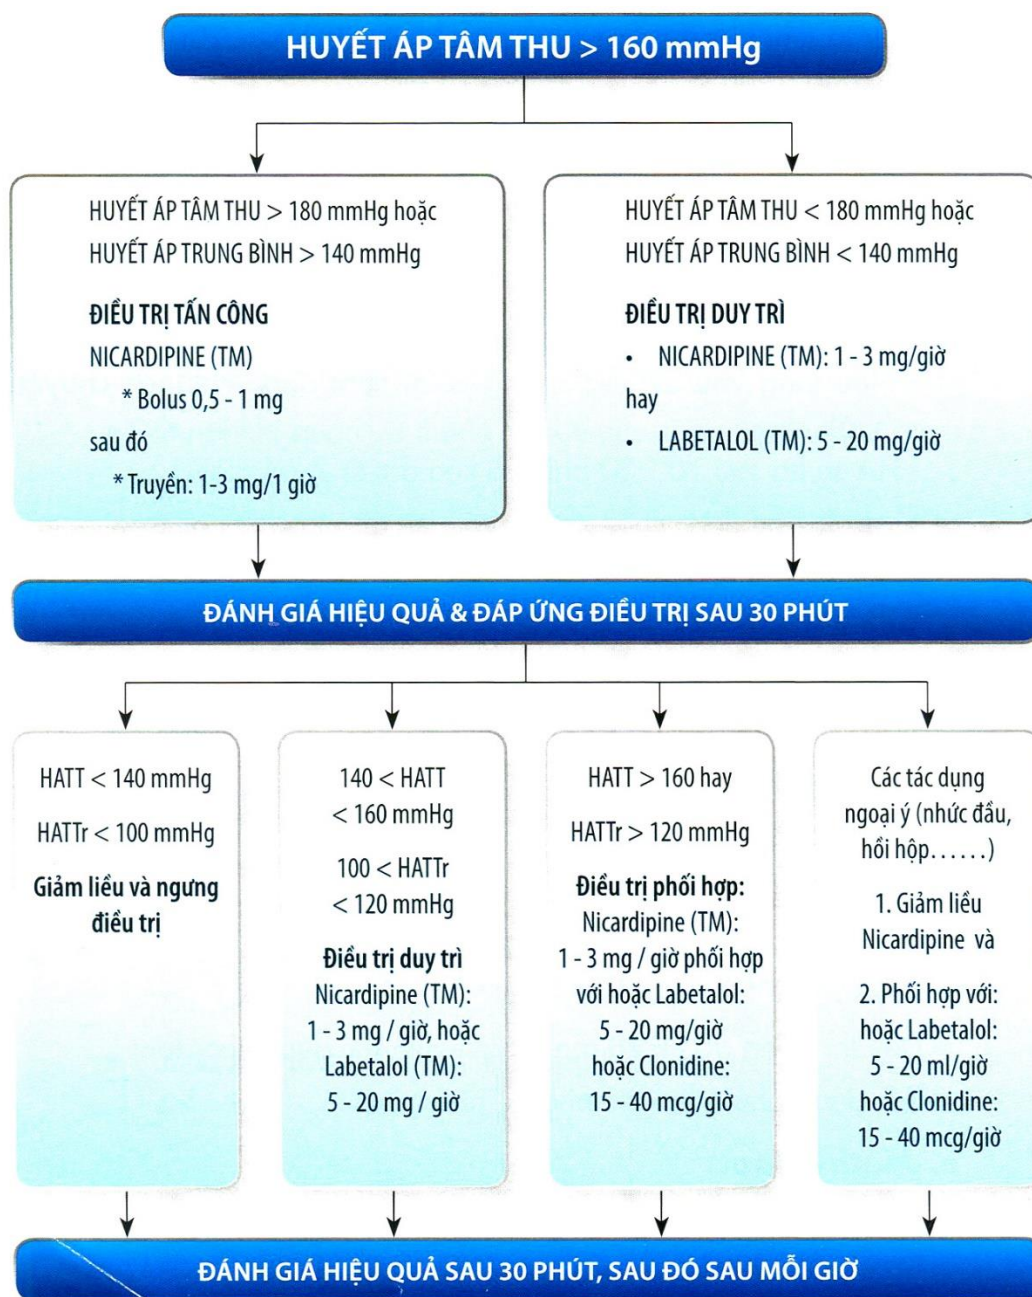 HUYẾT ÁP TÂM THU > 160 mmHg
HUYẾT ÁP TÂM THU > 180 mmHg hoặc
HUYẾT ÁP TRUNG BÌNH > 140 mmHg
ĐIỀU TRỊ TẤN CÔNG
NICARDIPINE (TM)
* Bolus 0,5 - 1 mg
sau đó
* Truyền: 1-3 mg/1 giờ
HUYẾT ÁP TÂM THU < 180 mmHg hoặc
HUYẾT ÁP TRUNG BÌNH < 140 mmHg
ĐIỀU TRỊ DUY TRÌ
• NICARDIPINE (TM): 1 - 3 mg/giờ
hay
• LABETALOL (TM): 5 - 20 mg/giờ
ĐÁNH GIÁ HIỆU QUẢ & ĐÁP ỨNG ĐIỀU TRỊ SAU 30 PHÚT
HATT < 140 mmHg
HATTr < 100 mmHg
Giảm liều và ngưng
điều trị
140 < HATT
< 160 mmHg
100 < HATTr
< 120 mmHg
Điều trị duy trì
Nicardipine (TM):
1 - 3 mg / giờ, hoặc
Labetalol (TM):
5 - 20 mg / giờ
HATT > 160 hay
HATTr > 120 mmHg
Điều trị phối hợp:
Nicardipine (TM):
1 - 3 mg / giờ phối hợp
với hoặc Labetalol:
5 - 20 mg/giờ
hoặc Clonidine:
15 - 40 mcg/giờ
Các tác dụng
ngoại ý (nhức đầu,
hồi hộp……)
1. Giảm liều
Nicardipine và
2. Phối hợp với:
hoặc Labetalol:
5 - 20 ml/giờ
hoặc Clonidine:
15 - 40 mcg/giờ
ĐÁNH GIÁ HIỆU QUẢ SAU 30 PHÚT, SAU ĐÓ SAU MỖI GIỜ